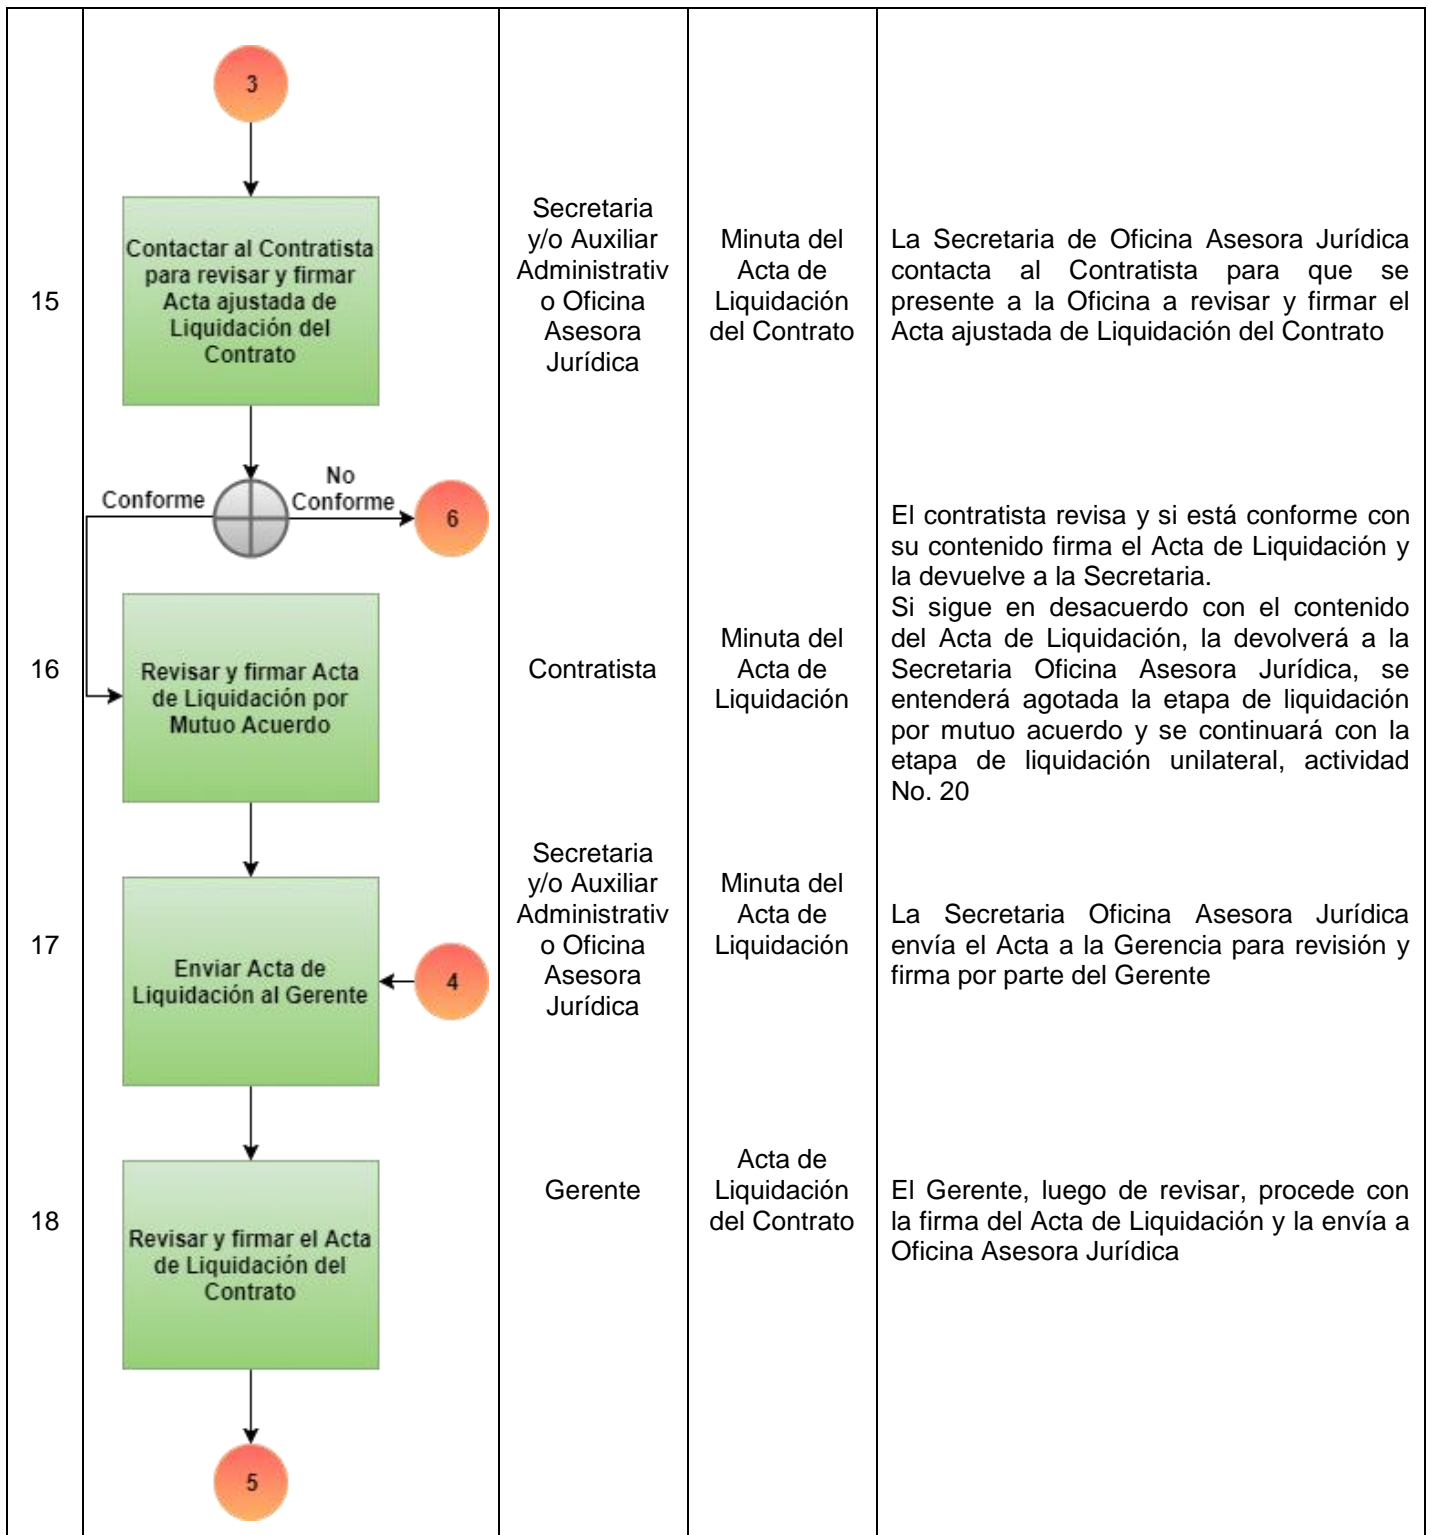 3
15
Contactar al Contratista
para revisar y firmar
Acta ajustada de
Liquidación del
Contrato
Secretaria
y/o Auxiliar
Administrativ
o Oficina
Asesora
Jurídica
Minuta del
Acta de
Liquidación
del Contrato
La Secretaria de Oficina Asesora Jurídica
contacta al Contratista para que se
presente a la Oficina a revisar y firmar el
Acta ajustada de Liquidación del Contrato
Conforme
No
Conforme
6
16
Revisar y firmar Acta
de Liquidación por
Mutuo Acuerdo
Contratista
Minuta del
Acta de
Liquidación
El contratista revisa y si está conforme con
su contenido firma el Acta de Liquidación y
la devuelve a la Secretaria.
Si sigue en desacuerdo con el contenido
del Acta de Liquidación, la devolverá a la
Secretaria Oficina Asesora Jurídica, se
entenderá agotada la etapa de liquidación
por mutuo acuerdo y se continuará con la
etapa de liquidación unilateral, actividad
No. 20
17
Enviar Acta de
Liquidación al Gerente
4
Secretaria
y/o Auxiliar
Administrativ
o Oficina
Asesora
Jurídica
Minuta del
Acta de
Liquidación
La Secretaria Oficina Asesora Jurídica
envía el Acta a la Gerencia para revisión y
firma por parte del Gerente
18
Revisar y firmar el Acta
de Liquidación del
Contrato
Gerente
Acta de
Liquidación
del Contrato
El Gerente, luego de revisar, procede con
la firma del Acta de Liquidación y la envía a
Oficina Asesora Jurídica
5